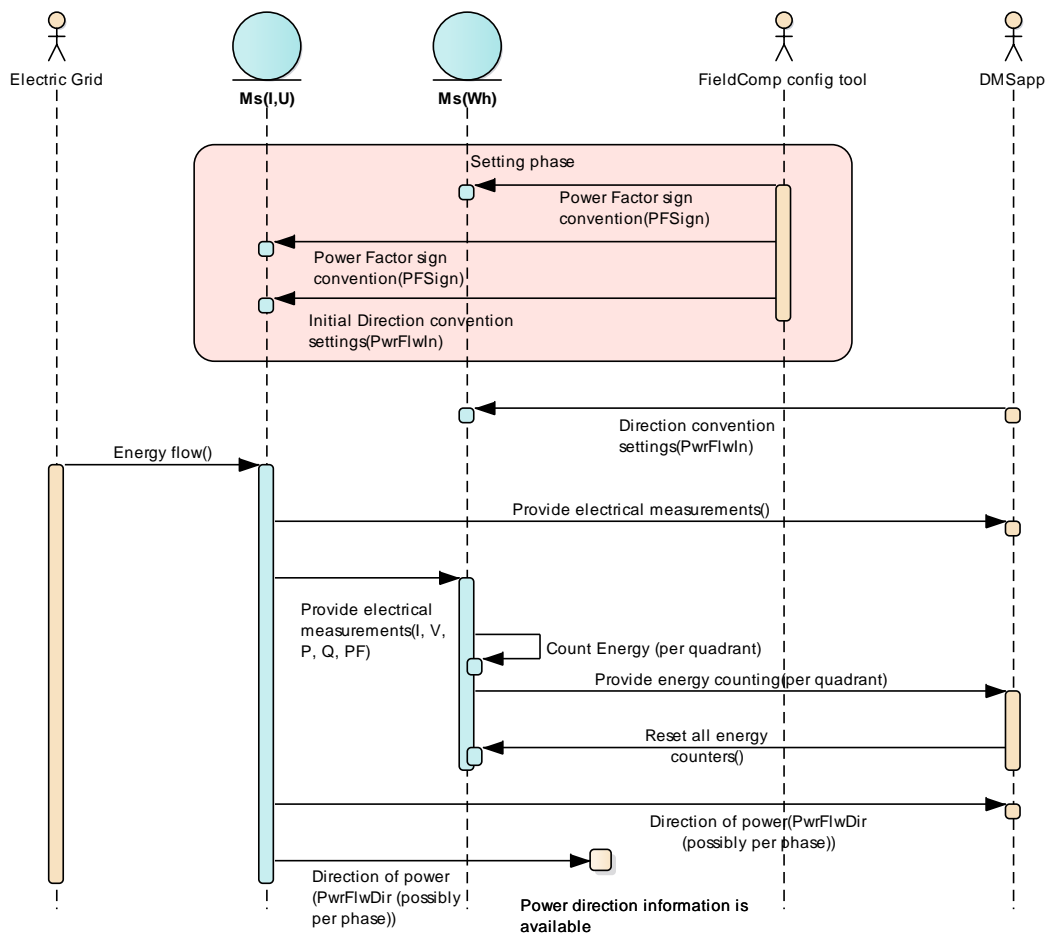 Electric Grid
Ms(I,U)
Ms(Wh)
FieldComp config tool
DMSapp
Setting phase
Power Factor sign
convention(PFSign)
Power Factor sign
convention(PFSign)
Initial Direction convention
settings(PwrFlwIn)
Direction convention
settings(PwrFlwIn)
Energy flow()
Provide electrical measurements()
Provide electrical
measurements(I, V,
P, Q, PF)
Count Energy (per quadrant)
Provide energy counting(per quadrant)
Reset all energy
counters()
Direction of power(PwrFlwDir
(possibly per phase))
Direction of power
(PwrFlwDir (possibly
per phase))
Power direction information is
available